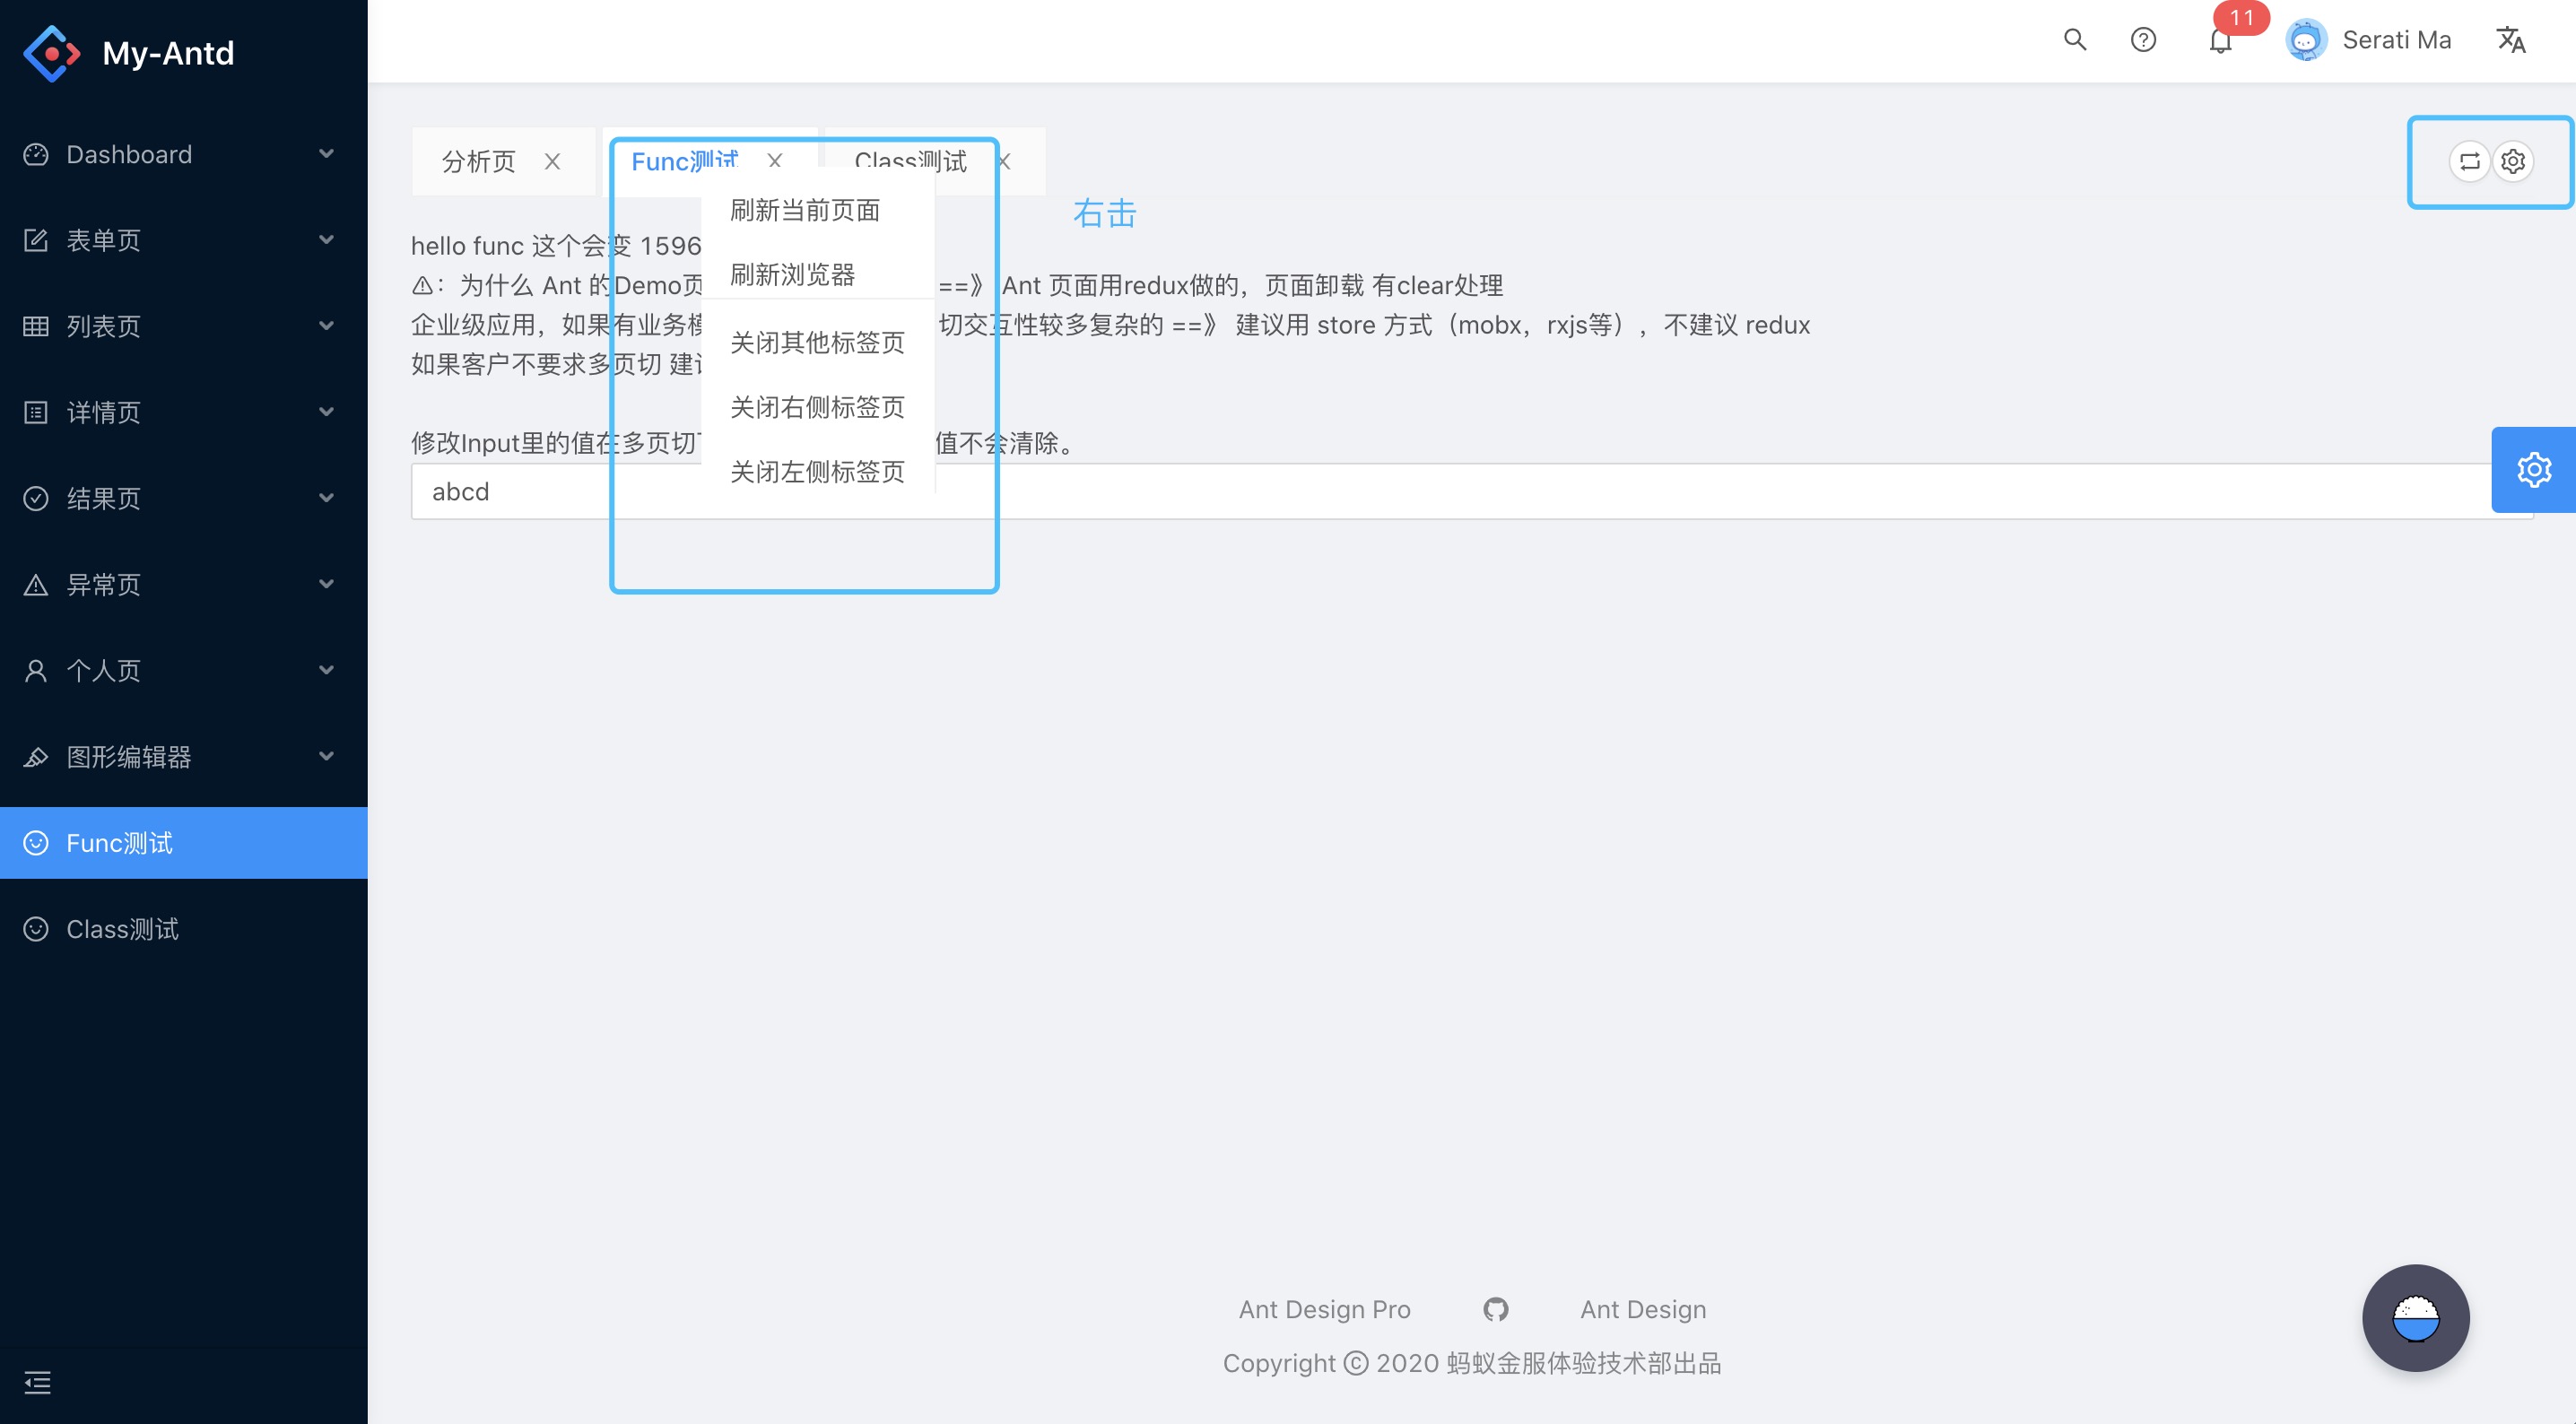 My-Antd
Dashboard
表单页
列表页
详情页
结果页
异常页
个人页
图形编辑器
Func测试
Class测试
11
Serati Ma
分析页
Func测试
Class测试
右击
刷新当前页面
刷新浏览器
关闭其他标签页
关闭右侧标签页
关闭左侧标签页
hello func 这个会变 1596
⚠: 为什么 Ant 的Demo页 ==》 Ant 页面用redux做的，页面卸载 有clear处理
企业级应用，如果有业务 切交互性较多复杂的 ==》 建议用 store 方式（mobx，rxjs等），不建议 redux
如果客户不要求多页切 建
修改Input里的值在多页切 值不会清除。
abcd
Ant Design Pro
Ant Design
Copyright © 2020 蚂蚁金服体验技术部出品